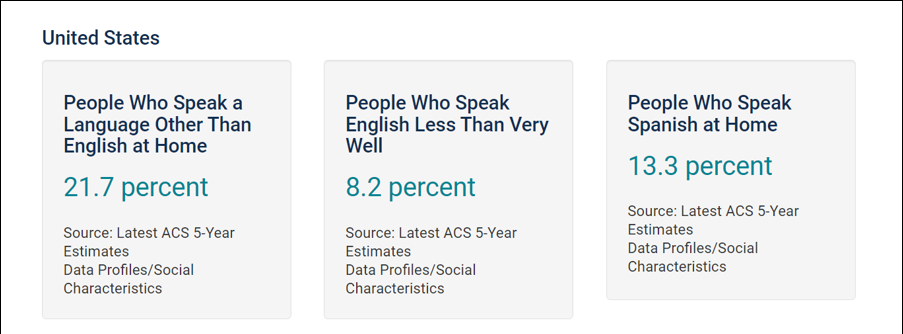 United States
People Who Speak a
Language Other Than
English at Home
21.7 percent
Source: Latest ACS 5-Year
Estimates
Data Profiles/Social
Characteristics
People Who Speak
English Less Than Very
Well
8.2 percent
Source: Latest ACS 5-Year
Estimates
Data Profiles/Social
Characteristics
People Who Speak
Spanish at Home
13.3 percent
Source: Latest ACS 5-Year
Estimates
Data Profiles/Social
Characteristics